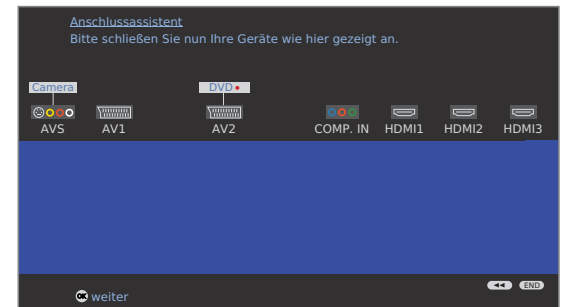 Anschlussassistent
Bitte schließen Sie nun Ihre Geräte wie hier gezeigt an.
Camera DVD
AVS AV1 AV2 COMP. IN HDMI1 HDMI2 HDMI3
END
OK weiter